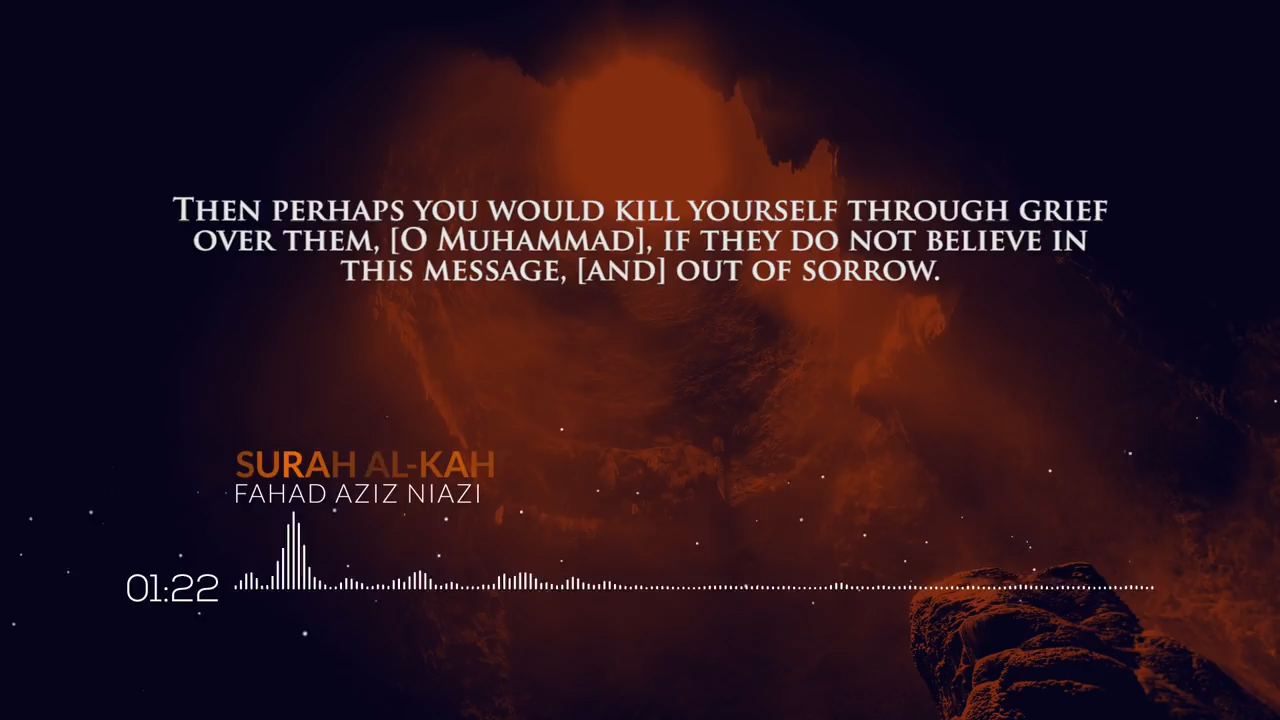 Then perhaps you would kill yourself through grief
over them, [O Muhammad], if they do not believe in
this message, [and] out of sorrow.
SURAH AL-KAH
FAHAD AZIZ NIAZI
01:22